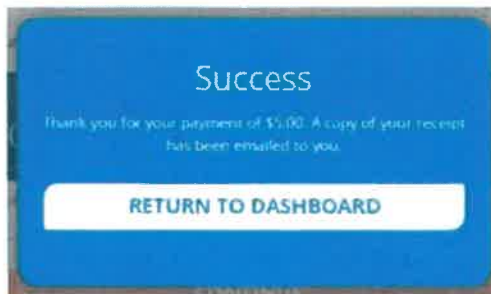 Success
Thank you for your payment of $5.00. A copy of your receipt
has been emailed to you.
RETURN TO DASHBOARD